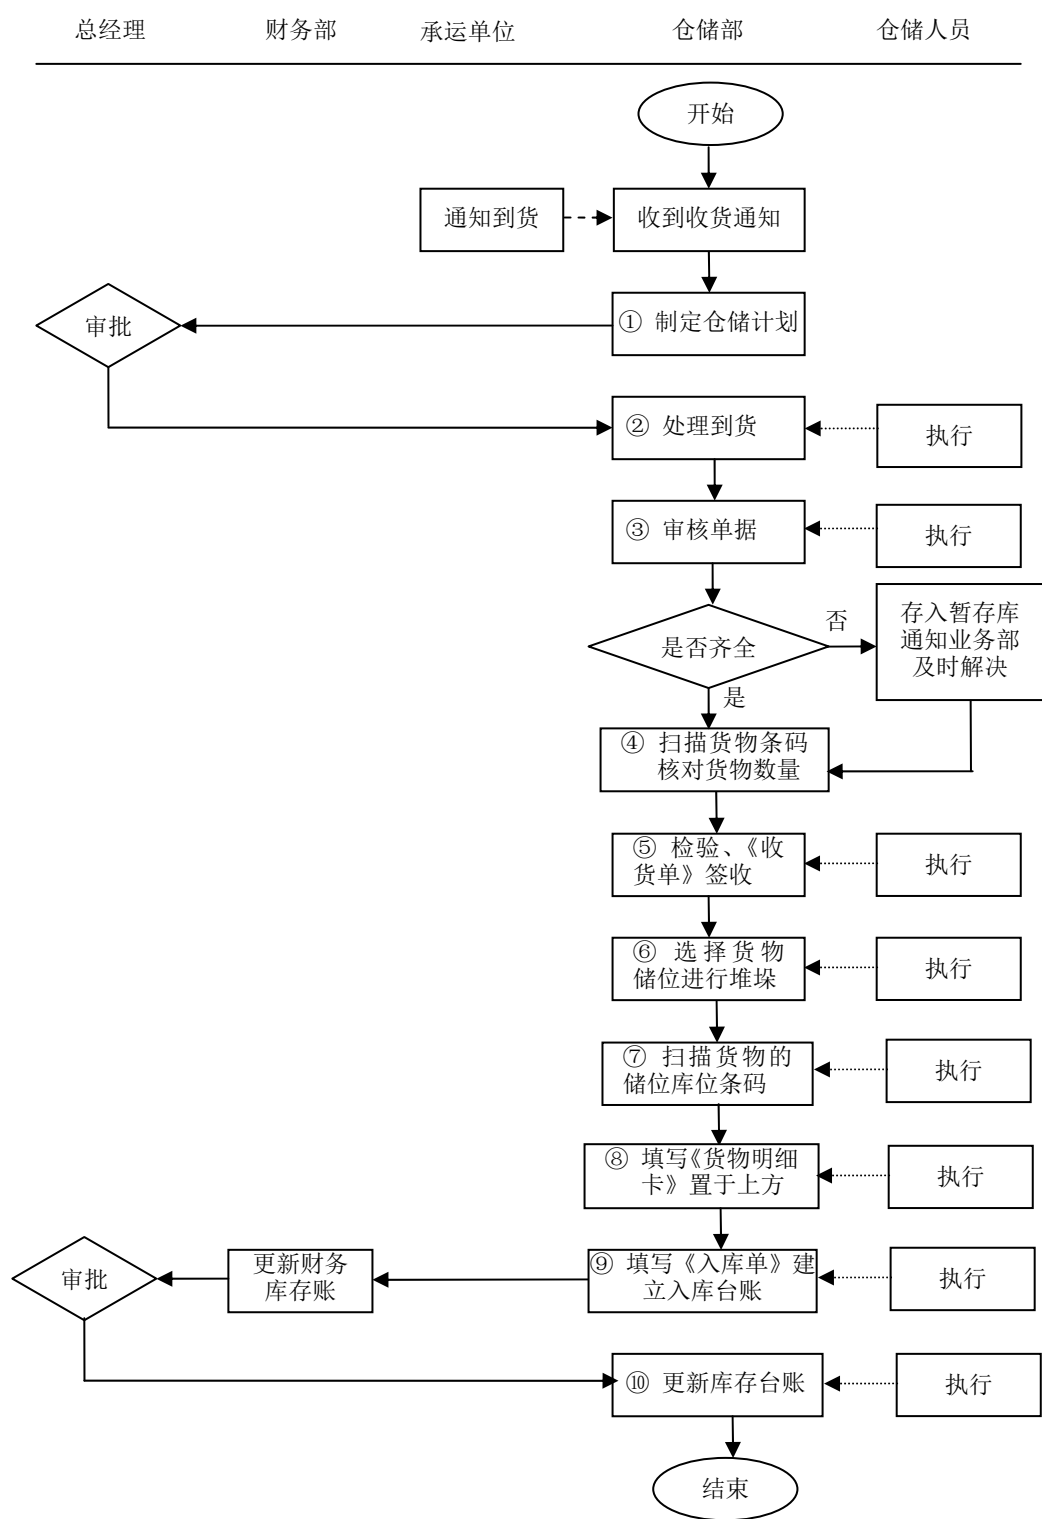 总经理 财务部 承运单位 仓储部 仓储人员
开始
通知到货 收到收货通知
审批 ① 制定仓储计划
② 处理到货 执行
③ 审核单据 执行
是否齐全 否 存入暂存库
通知业务部
及时解决
是
④ 扫描货物条码
核对货物数量
⑤ 检验、《收
货单》签收
执行
⑥ 选择货物
储位进行堆垛
执行
⑦ 扫描货物的
储位库位条码
执行
⑧ 填写《货物明细
卡》置于上方
执行
审批
更新财务
库存账
⑨ 填写《入库单》建
立入库台账
执行
⑩ 更新库存台账 执行
结束